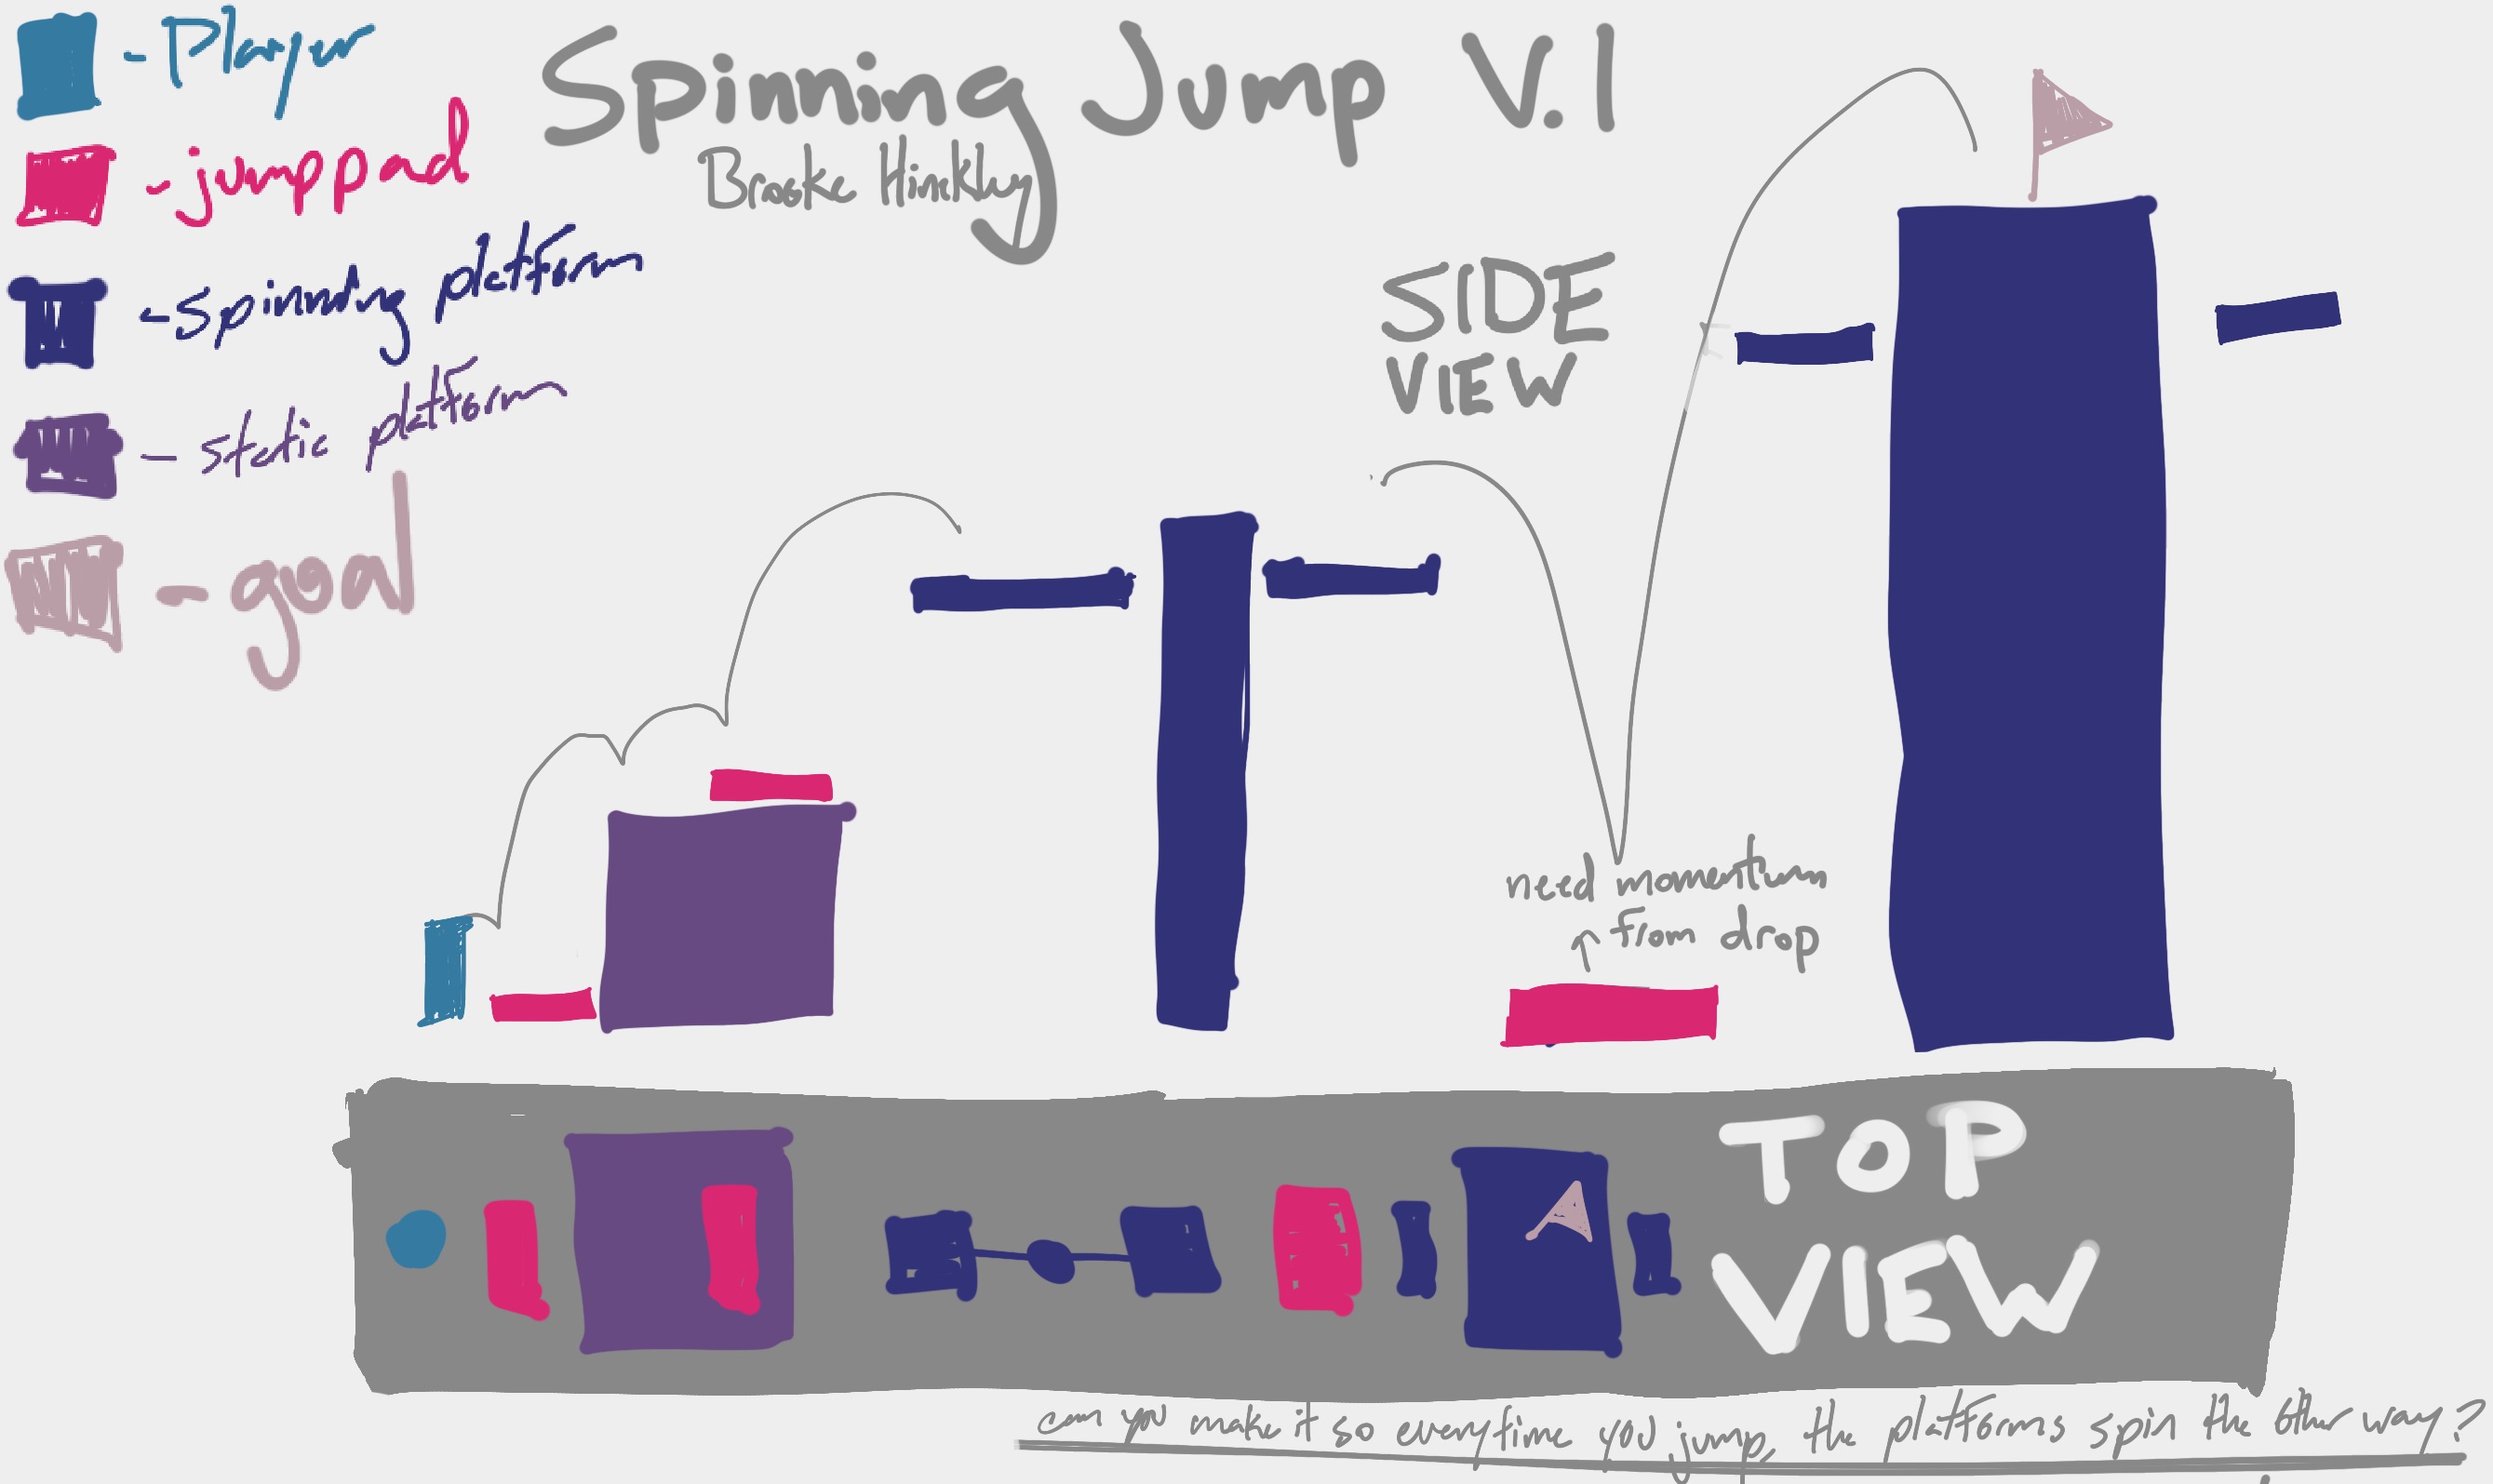 Spinning Jump V.1
Brooke Hinkley
- Player
- jumppad
- spinning platform
- static platform
- goal
SIDE
VIEW
need momentum
↑ from drop
TOP
VIEW
can you make it so everytime you jump, the platforms spin the other way?